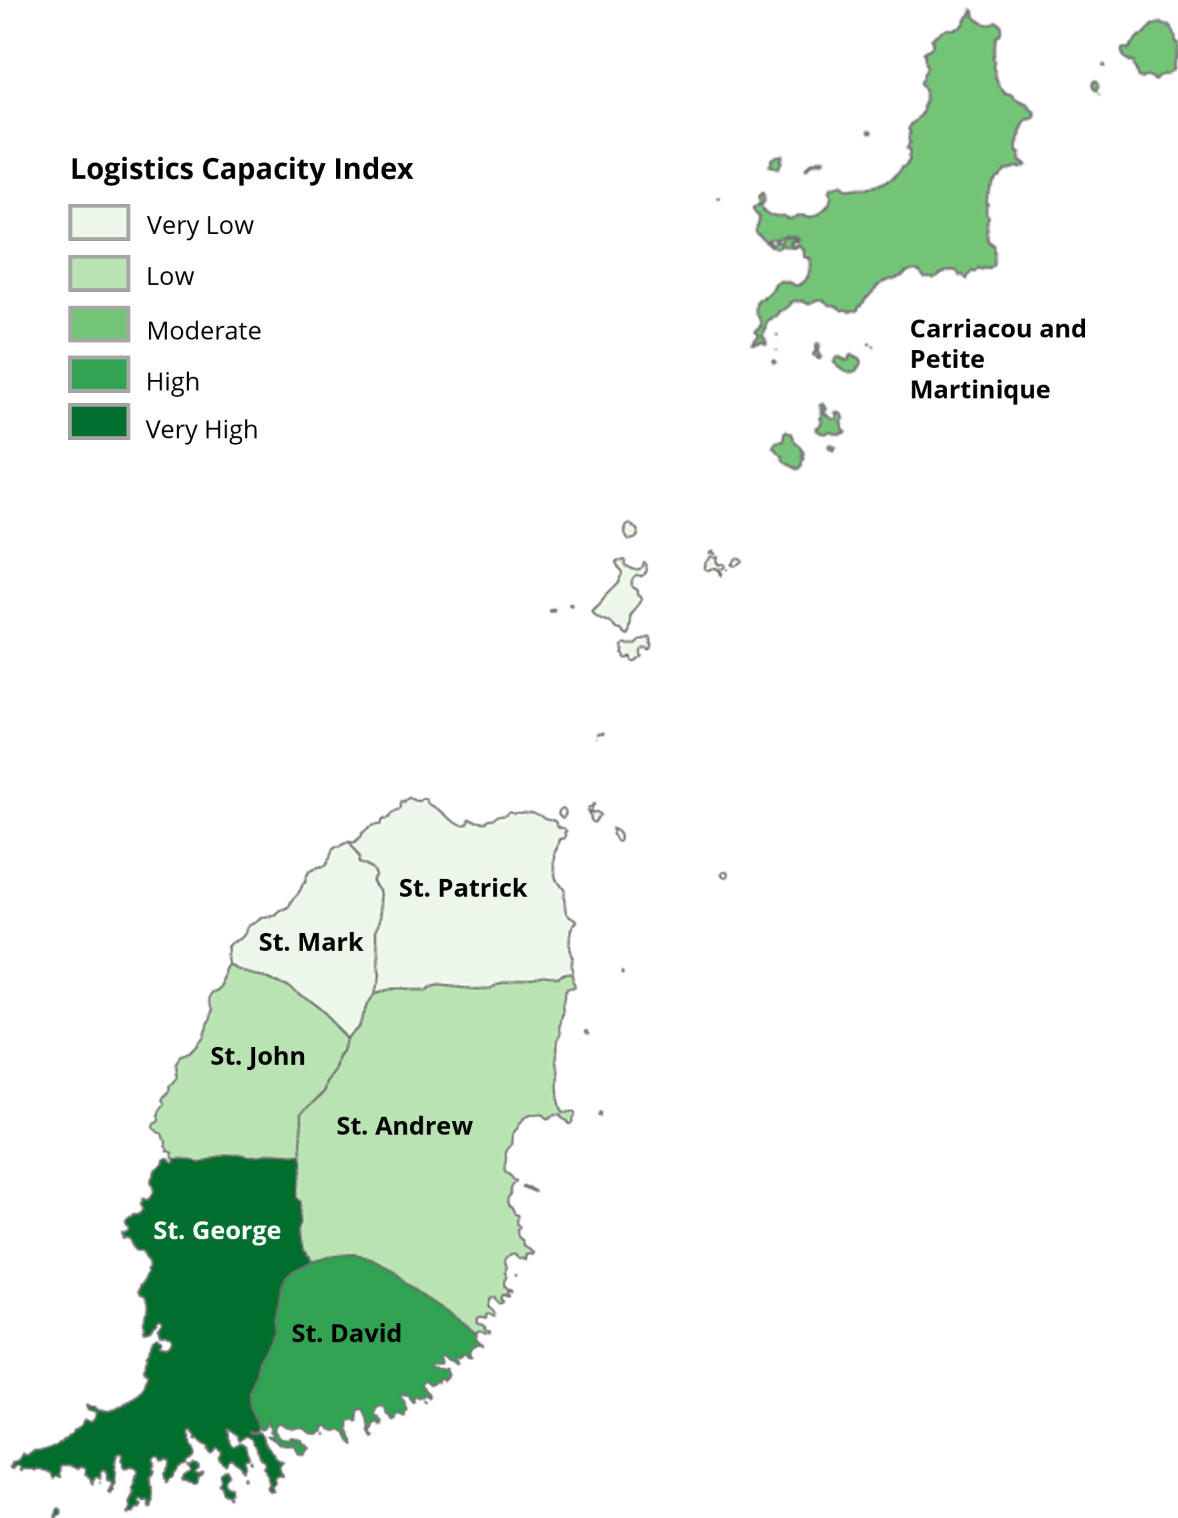 Logistics Capacity Index
Very Low
Low
Moderate
High
Very High
Carriacou and
Petite
Martinique
St. Patrick
St. Mark
St. John
St. Andrew
St. George
St. David